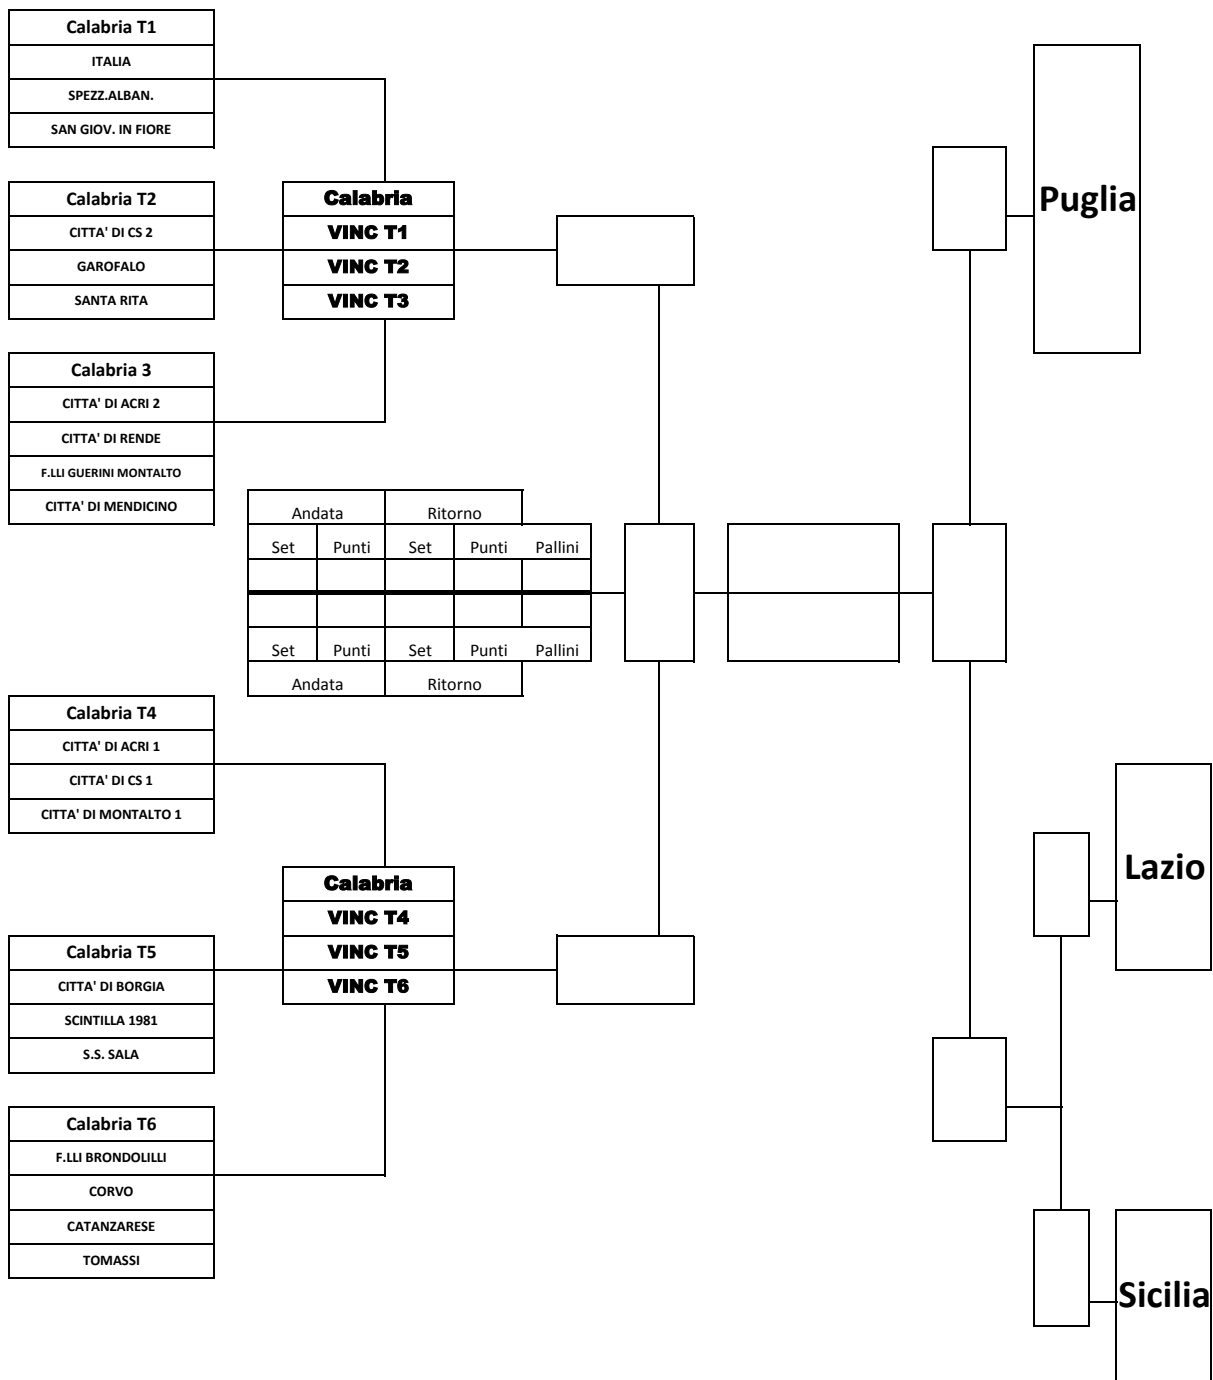 Calabria T1
ITALIA
SPEZZ.ALBAN.
SAN GIOV. IN FIORE
Calabria T2
CITTA' DI CS 2
GAROFALO
SANTA RITA
Calabria 3
CITTA' DI ACRI 2
CITTA' DI RENDE
F.LLI GUERINI MONTALTO
CITTA' DI MENDICINO
Calabria
VINC T1
VINC T2
VINC T3
Andata Ritorno
Set Punti Set Punti Pallini
Set Punti Set Punti Pallini
Andata Ritorno
Calabria T4
CITTA' DI ACRI 1
CITTA' DI CS 1
CITTA' DI MONTALTO 1
Calabria
VINC T4
VINC T5
VINC T6
Calabria T5
CITTA' DI BORGIA
SCINTILLA 1981
S.S. SALA
Calabria T6
F.LLI BRONDOLILLI
CORVO
CATANZARESE
TOMASSI
Puglia
Lazio
Sicilia